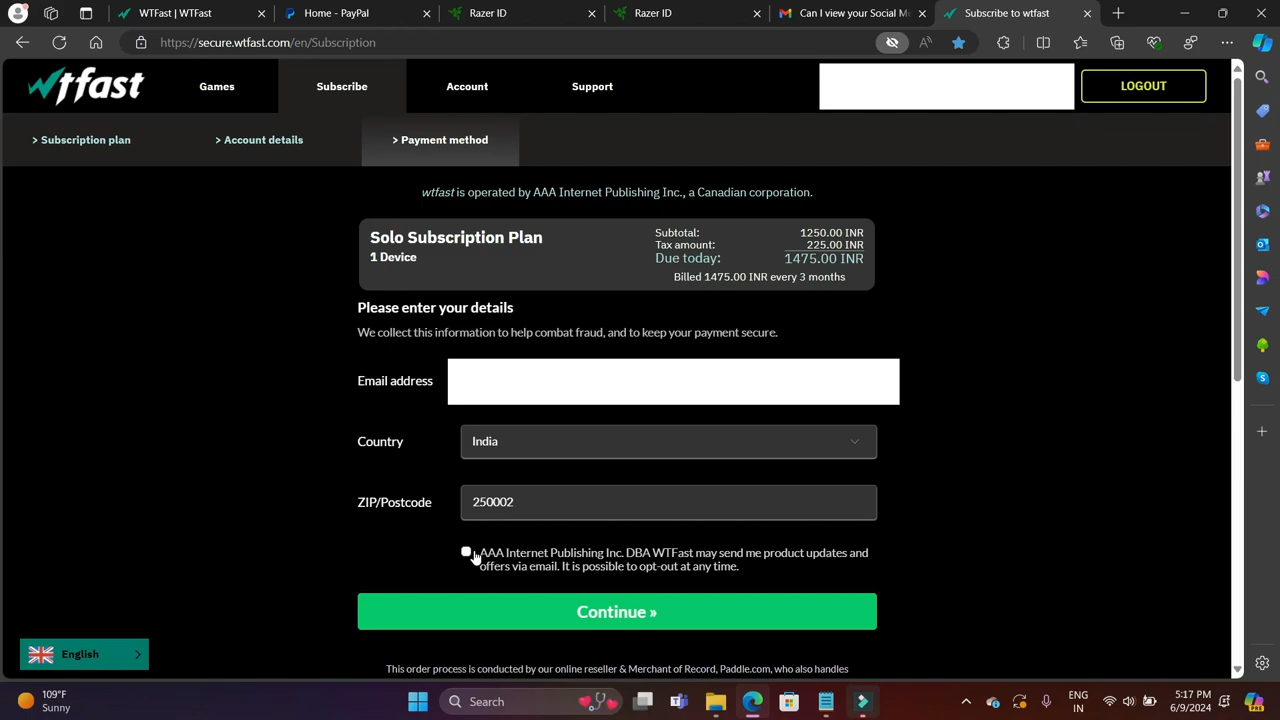 WTFast | WTFast
Home - PayPal
Razer ID
Razer ID
Can I view your Social M
Subscribe to wtfast
https://secure.wtfast.com/en/Subscription
wtfast
Games
Subscribe
Account
Support
LOGOUT
> Subscription plan
> Account details
> Payment method
wtfast is operated by AAA Internet Publishing Inc., a Canadian corporation.
Solo Subscription Plan
1 Device
Subtotal: 1250.00 INR
Tax amount: 225.00 INR
Due today: 1475.00 INR
Billed 1475.00 INR every 3 months
Please enter your details
We collect this information to help combat fraud, and to keep your payment secure.
Email address
Country India
ZIP/Postcode 250002
AAA Internet Publishing Inc. DBA WTFast may send me product updates and
offers via email. It is possible to opt-out at any time.
Continue »
English
This order process is conducted by our online reseller & Merchant of Record, Paddle.com, who also handles
109°F
Sunny
Search
ENG
IN
5:17 PM
6/9/2024